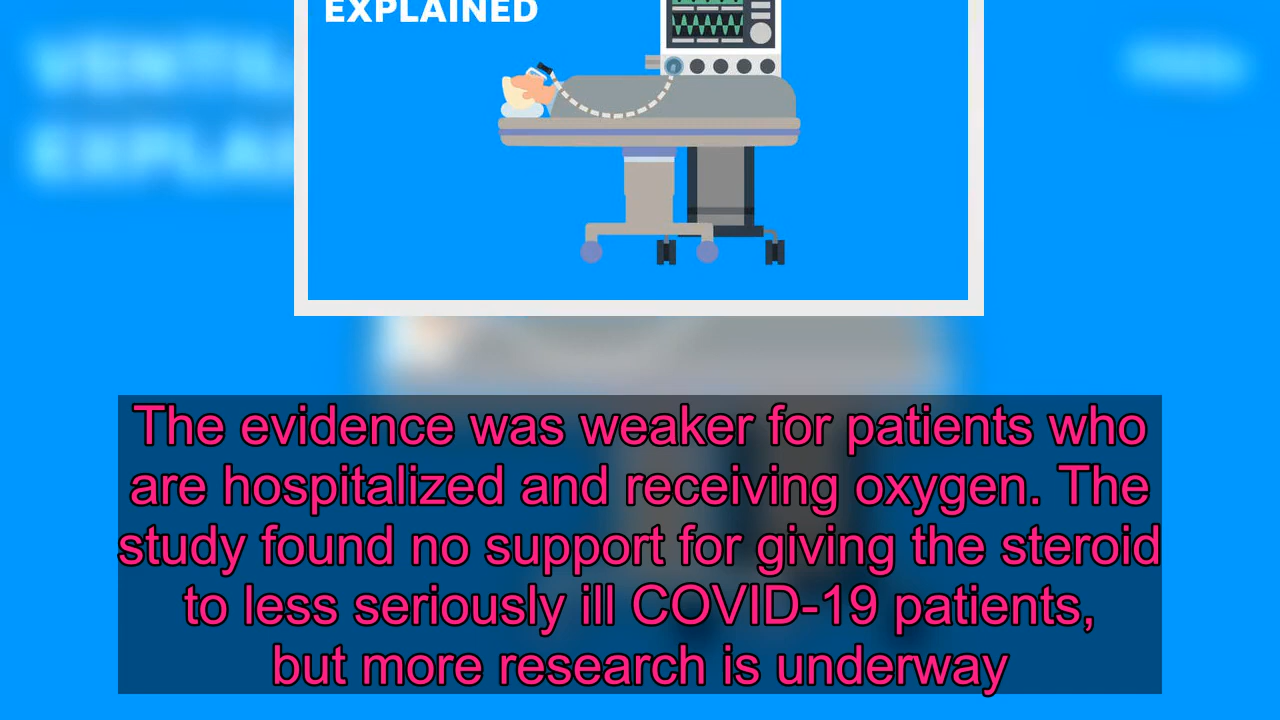 EXPLAINED
The evidence was weaker for patients who
are hospitalized and receiving oxygen. The
study found no support for giving the steroid
to less seriously ill COVID-19 patients,
but more research is underway